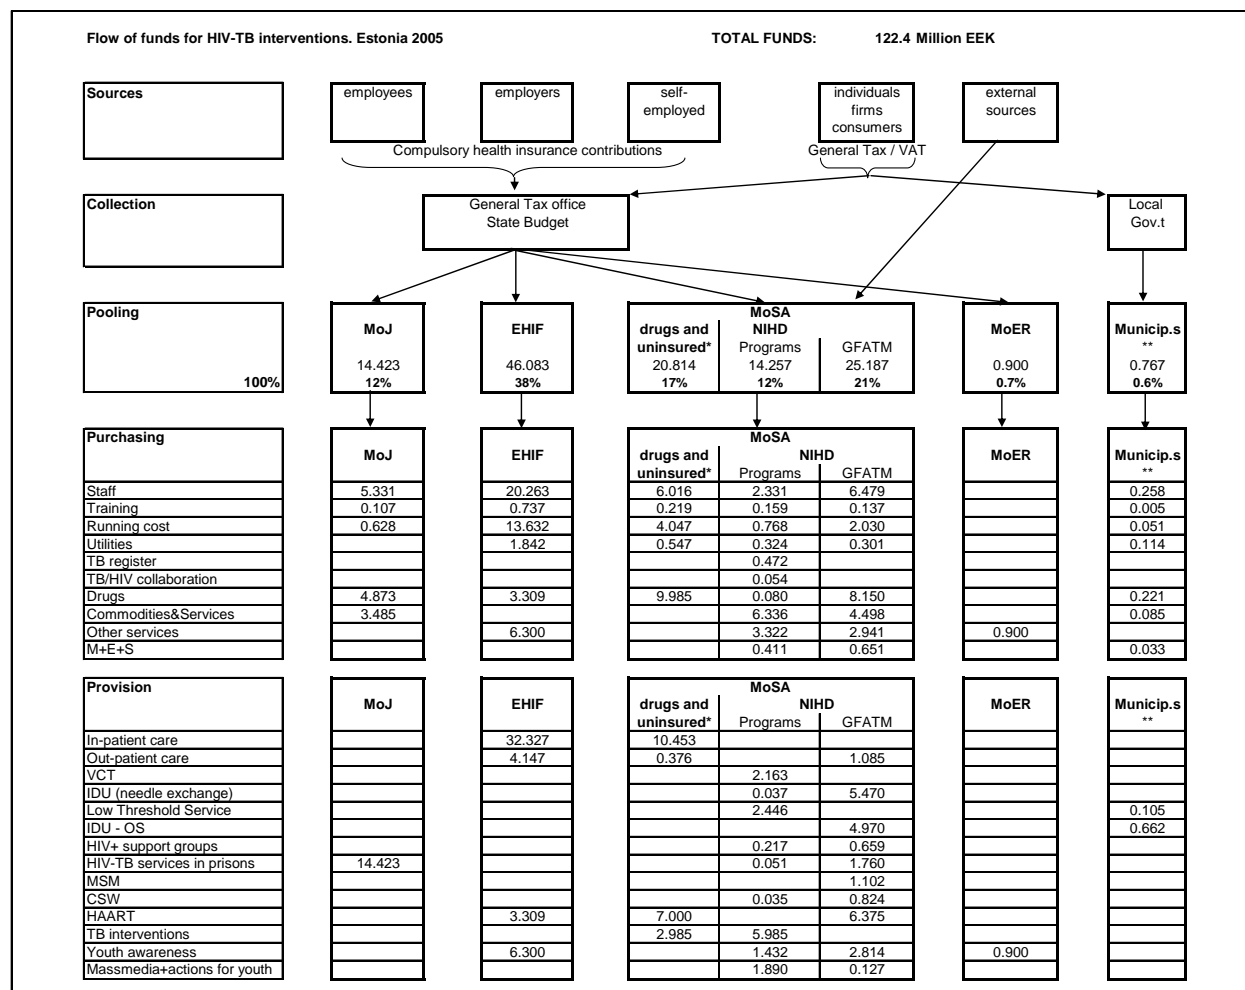 Flow of funds for HIV-TB interventions. Estonia 2005 TOTAL FUNDS: 122.4 Million EEK
Sources employees employers self- individuals external
employed firms sources
consumers
Compulsory health insurance contributions General Tax / VAT
Collection General Tax office Local
State Budget Gov.t
Pooling MoSA
MoJ EHIF drugs and NIHD MoER Municip.s
uninsured* Programs GFATM **
14.423 46.083 20.814 14.257 25.187 0.900 0.767
100% 12% 38% 17% 12% 21% 0.7% 0.6%
Purchasing MoSA
MoJ EHIF drugs and NIHD MoER Municip.s
uninsured* Programs GFATM **
Staff 5.331 20.263 6.016 2.331 6.479 0.258
Training 0.107 0.737 0.219 0.159 0.137 0.005
Running cost 0.628 13.632 4.047 0.768 2.030 0.051
Utilities 1.842 0.547 0.324 0.301 0.114
TB register 0.472
TB/HIV collaboration 0.054
Drugs 4.873 3.309 9.985 0.080 8.150 0.221
Commodities&Services 3.485 6.336 4.498 0.085
Other services 6.300 3.322 2.941 0.900
M+E+S 0.411 0.651 0.033
Provision MoSA
MoJ EHIF drugs and NIHD MoER Municip.s
uninsured* Programs GFATM **
In-patient care 32.327 10.453
Out-patient care 4.147 0.376 1.085
VCT 2.163
IDU (needle exchange) 0.037 5.470
Low Threshold Service 2.446 0.105
IDU - OS 4.970 0.662
HIV+ support groups 0.217 0.659
HIV-TB services in prisons 14.423 0.051 1.760
MSM 1.102
CSW 0.035 0.824
HAART 3.309 7.000 6.375
TB interventions 2.985 5.985
Youth awareness 6.300 1.432 2.814 0.900
Massmedia+actions for youth 1.890 0.127